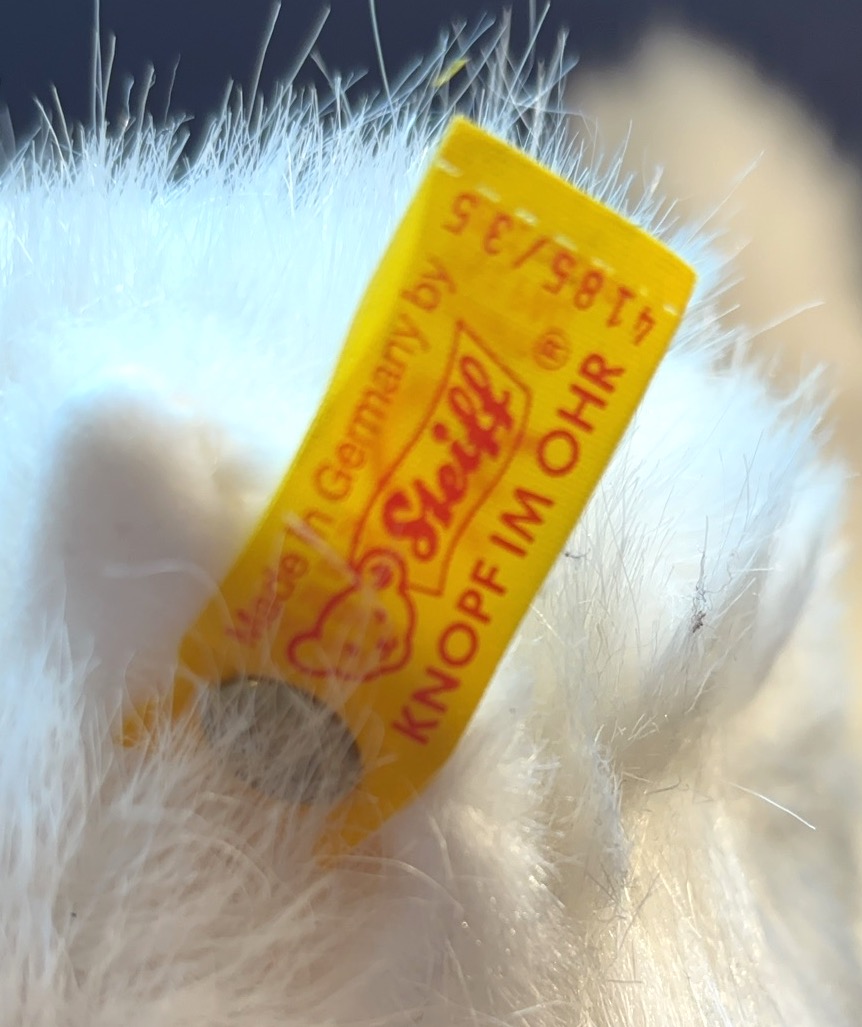 Made in Germany by
Steiff ®
KNOPF IM OHR
4185/35